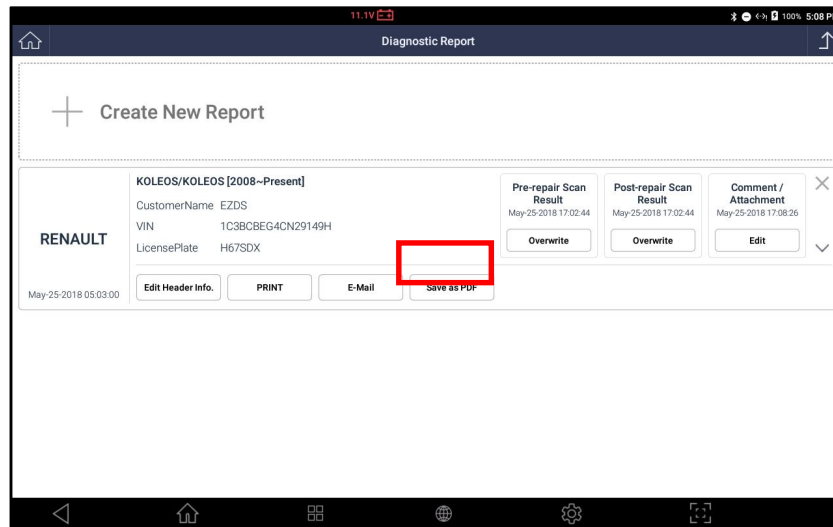 11.1V
100% 5:08 P
Diagnostic Report
Create New Report
RENAULT
May-25-2018 05:03:00
KOLEOS/KOLEOS [2008~Present]
CustomerName EZDS
VIN 1C3BCBEG4CN29149H
LicensePlate H67SDX
Edit Header Info.
PRINT
E-Mail
Save as PDF
Pre-repair Scan
Result
May-25-2018 17:02:44
Overwrite
Post-repair Scan
Result
May-25-2018 17:02:44
Overwrite
Comment /
Attachment
May-25-2018 17:08:26
Edit